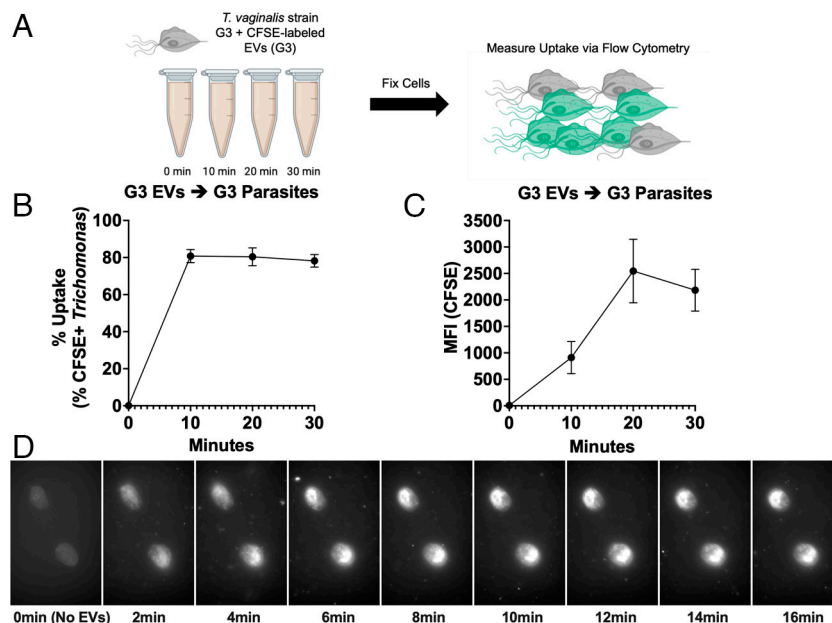 A
T. vaginalis strain
G3 + CFSE-labeled
EVs (G3)
0 min 10 min 20 min 30 min
Fix Cells
Measure Uptake via Flow Cytometry
B
G3 EVs → G3 Parasites
% Uptake
(% CFSE+ Trichomonas)
100
80
60
40
20
0
0 10 20 30
Minutes
C
G3 EVs → G3 Parasites
MFI (CFSE)
3500
3000
2500
2000
1500
1000
500
0
0 10 20 30
Minutes
D
0min (No EVs) 2min 4min 6min 8min 10min 12min 14min 16min